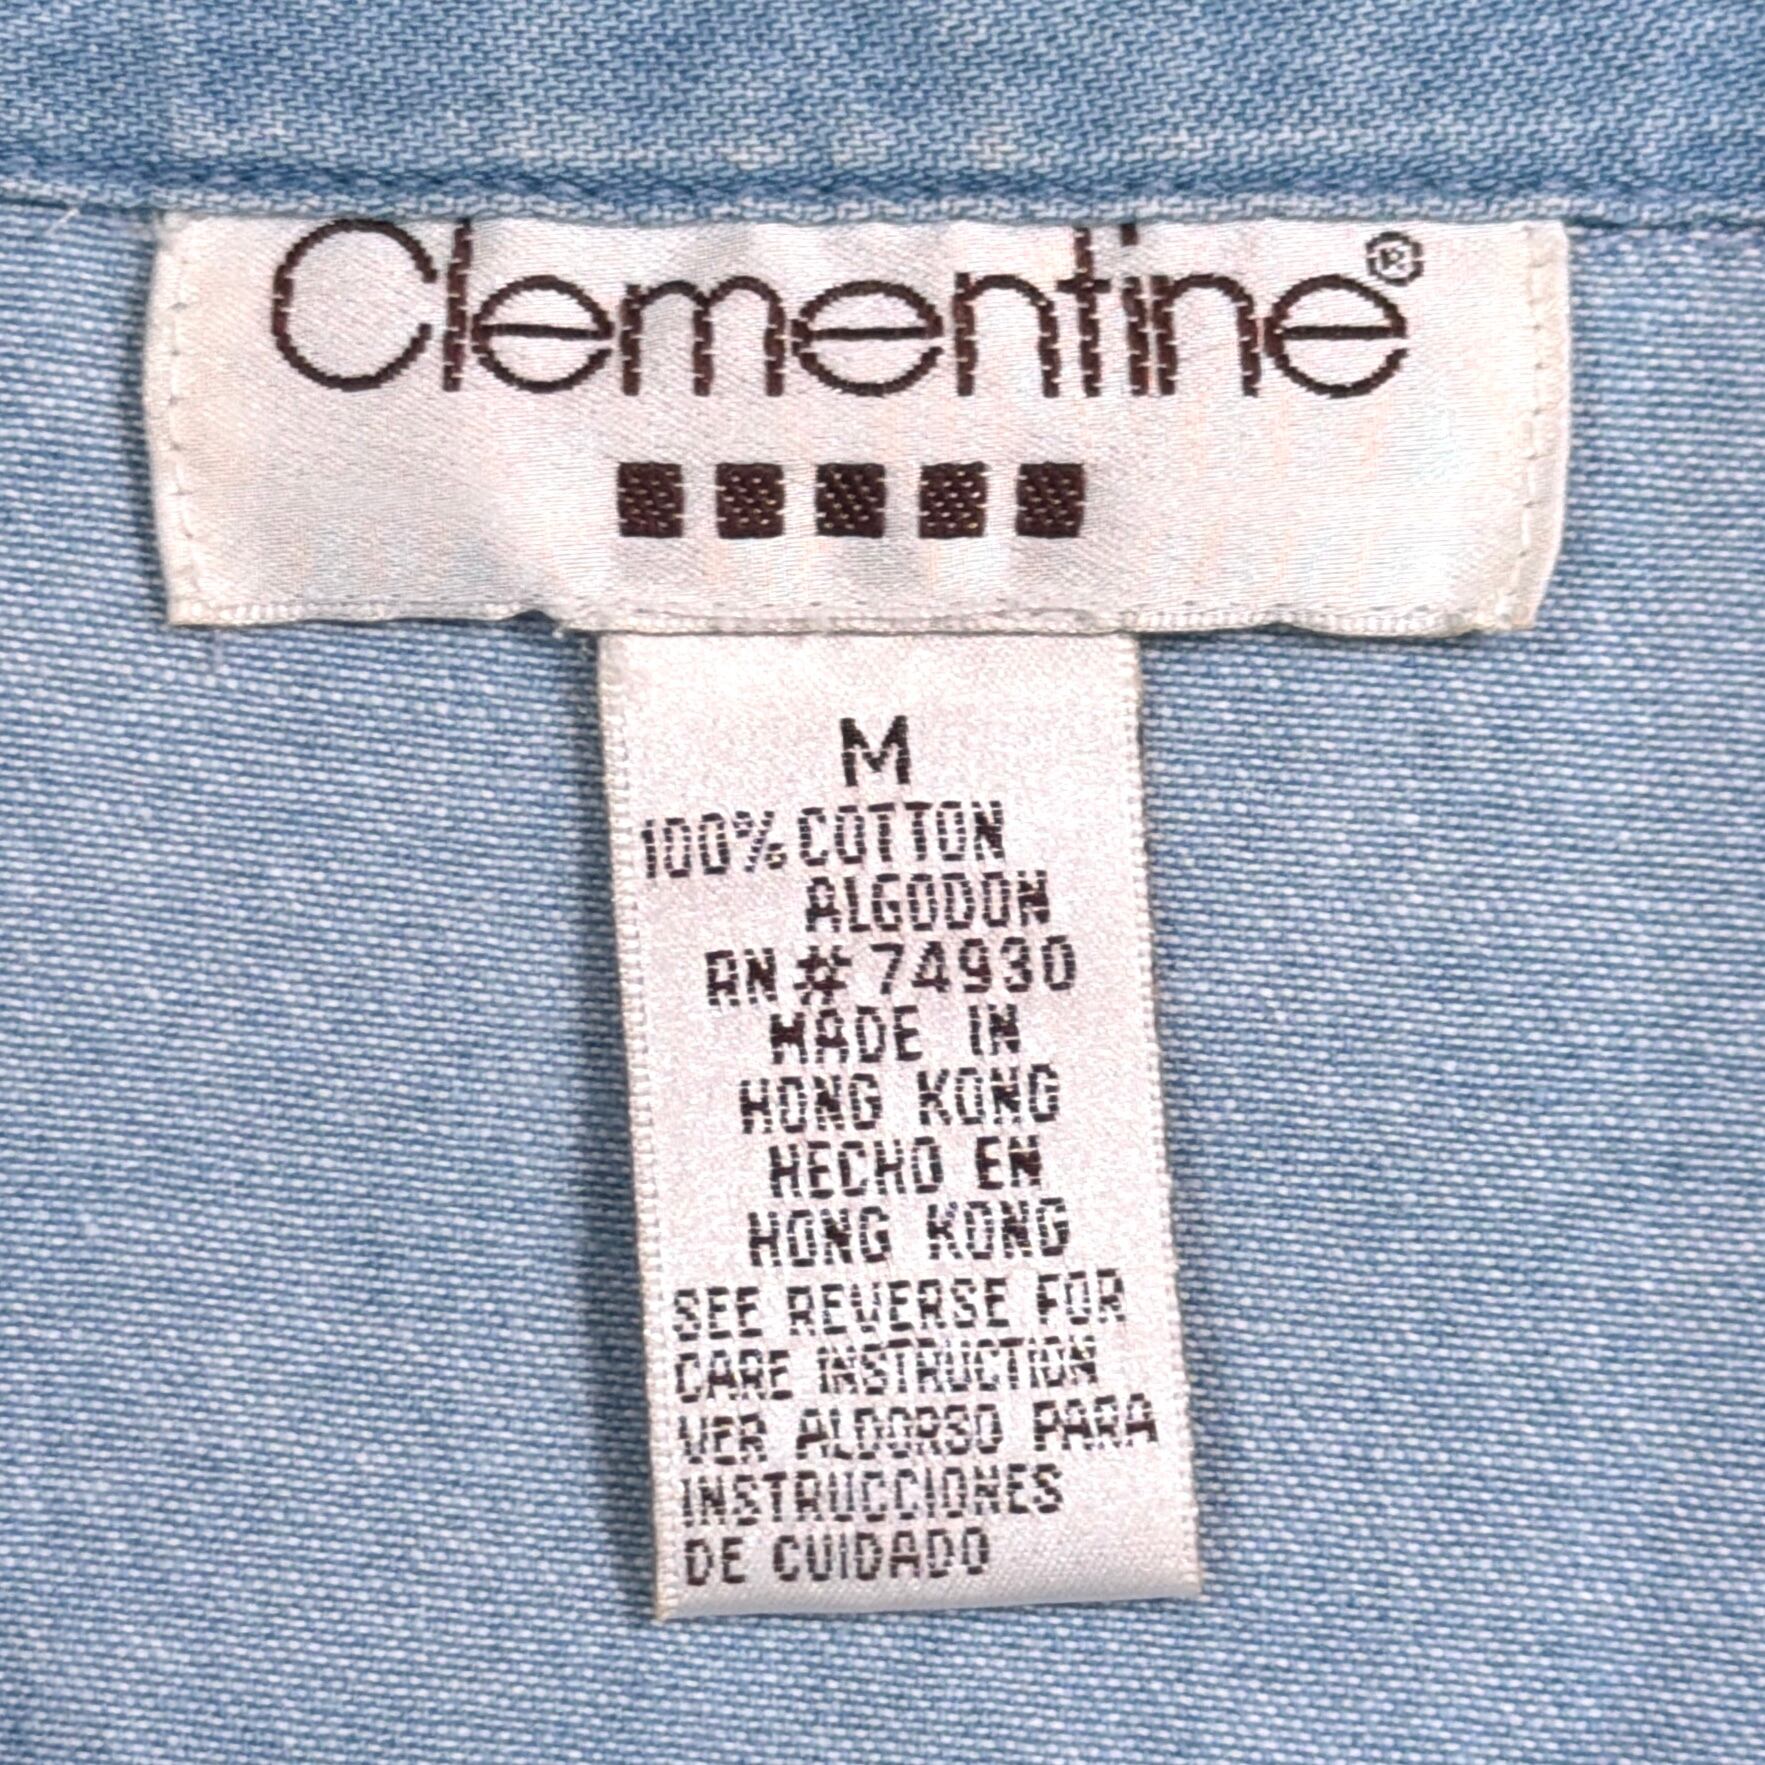 Clementine®
M
100% COTTON
ALGODON
RN # 74930
MADE IN
HONG KONG
HECHO EN
HONG KONG
SEE REVERSE FOR
CARE INSTRUCTION
VER ALDORSO PARA
INSTRUCCIONES
DE CUIDADO